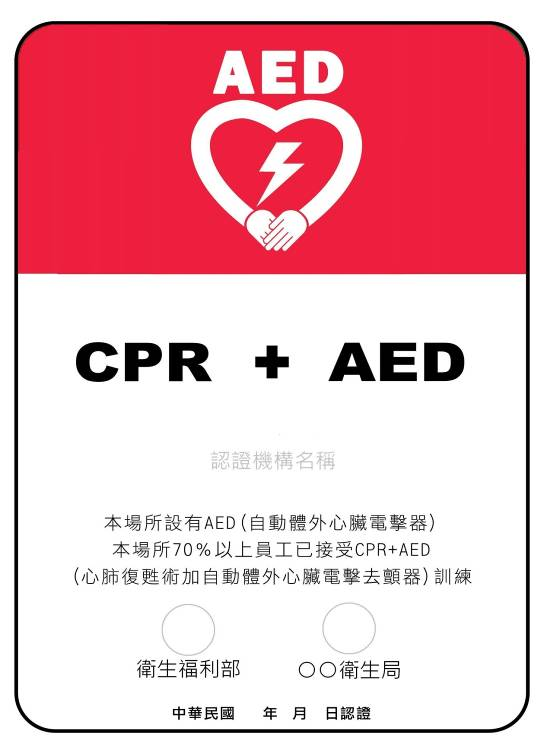 AED
CPR + AED
認證機構名稱
本場所設有AED(自動體外心臟電擊器)
本場所70%以上員工已接受CPR+AED
(心肺復甦術加自動體外心臟電擊去顫器)訓練
衛生福利部 ○○衛生局
中華民國 年 月 日認證